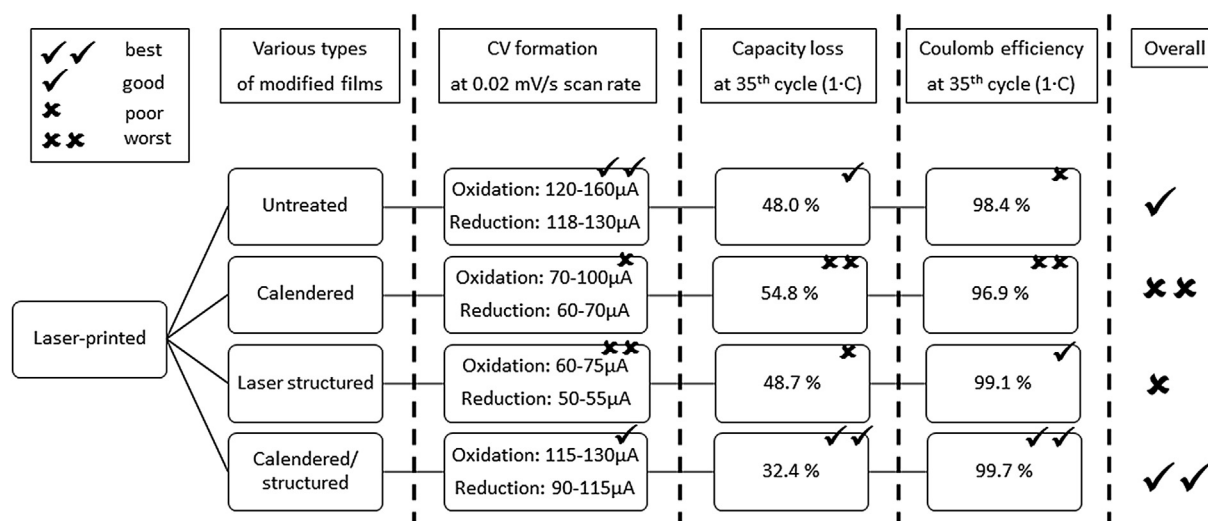 best
good
poor
worst
Various types
of modified films
CV formation
at 0.02 mV/s scan rate
Capacity loss
at 35th cycle (1·C)
Coulomb efficiency
at 35th cycle (1·C)
Overall
Laser-printed
Untreated
Oxidation: 120-160µA
Reduction: 118-130µA
48.0 %
98.4 %
Calendered
Oxidation: 70-100µA
Reduction: 60-70µA
54.8 %
96.9 %
Laser structured
Oxidation: 60-75µA
Reduction: 50-55µA
48.7 %
99.1 %
Calendered/
structured
Oxidation: 115-130µA
Reduction: 90-115µA
32.4 %
99.7 %